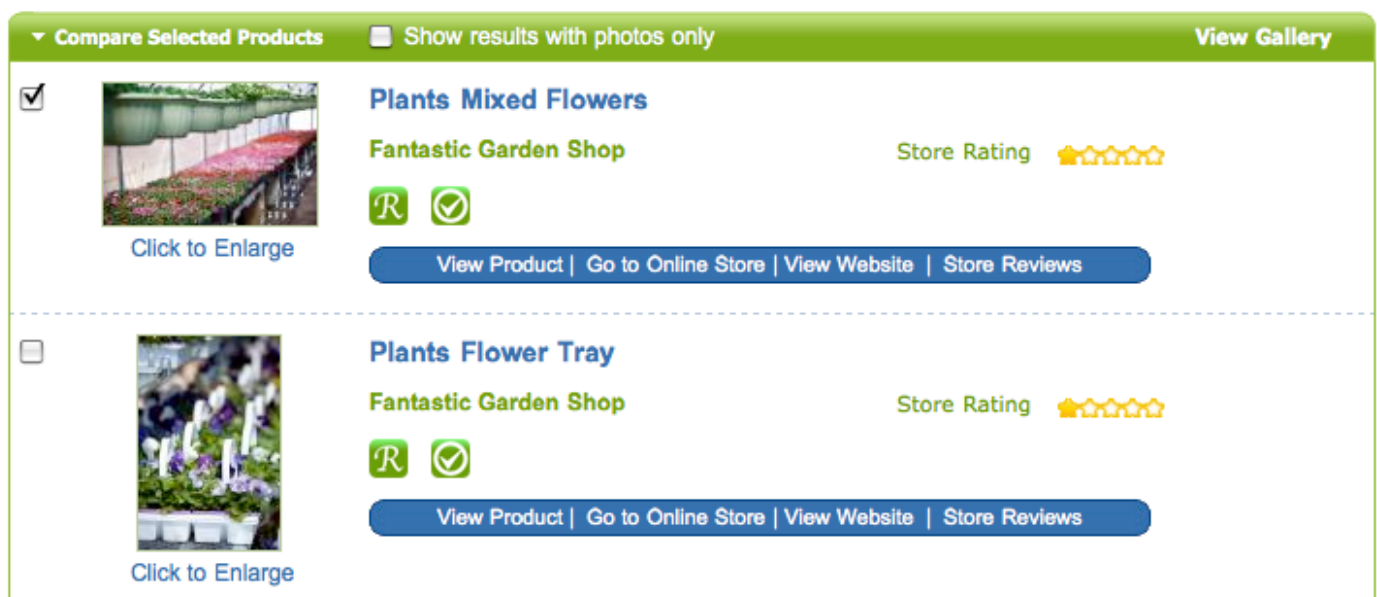 Compare Selected Products Show results with photos only View Gallery
Plants Mixed Flowers
Fantastic Garden Shop Store Rating
R
Click to Enlarge
View Product | Go to Online Store | View Website | Store Reviews
Plants Flower Tray
Fantastic Garden Shop Store Rating
R
View Product | Go to Online Store | View Website | Store Reviews
Click to Enlarge